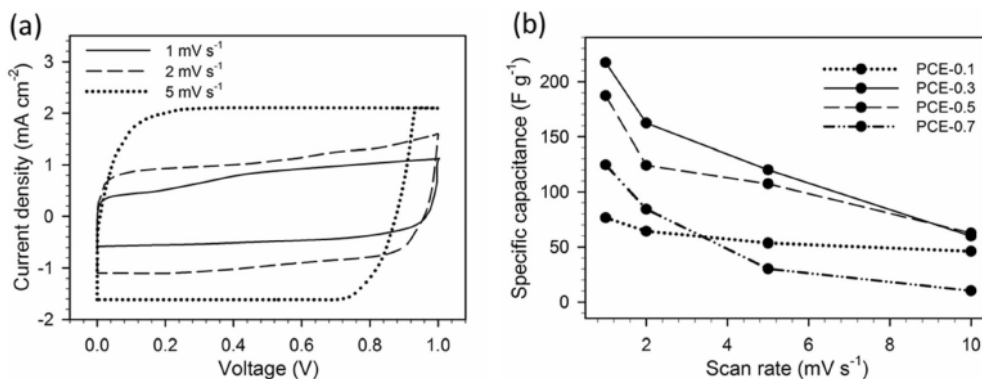 (a)
1 mV s⁻¹
2 mV s⁻¹
5 mV s⁻¹
3
2
1
0
-1
-2
Current density (mA cm⁻²)
0.0 0.2 0.4 0.6 0.8 1.0
Voltage (V)
(b)
PCE-0.1
PCE-0.3
PCE-0.5
PCE-0.7
200
150
100
50
0
Specific capacitance (F g⁻¹)
2 4 6 8 10
Scan rate (mV s⁻¹)